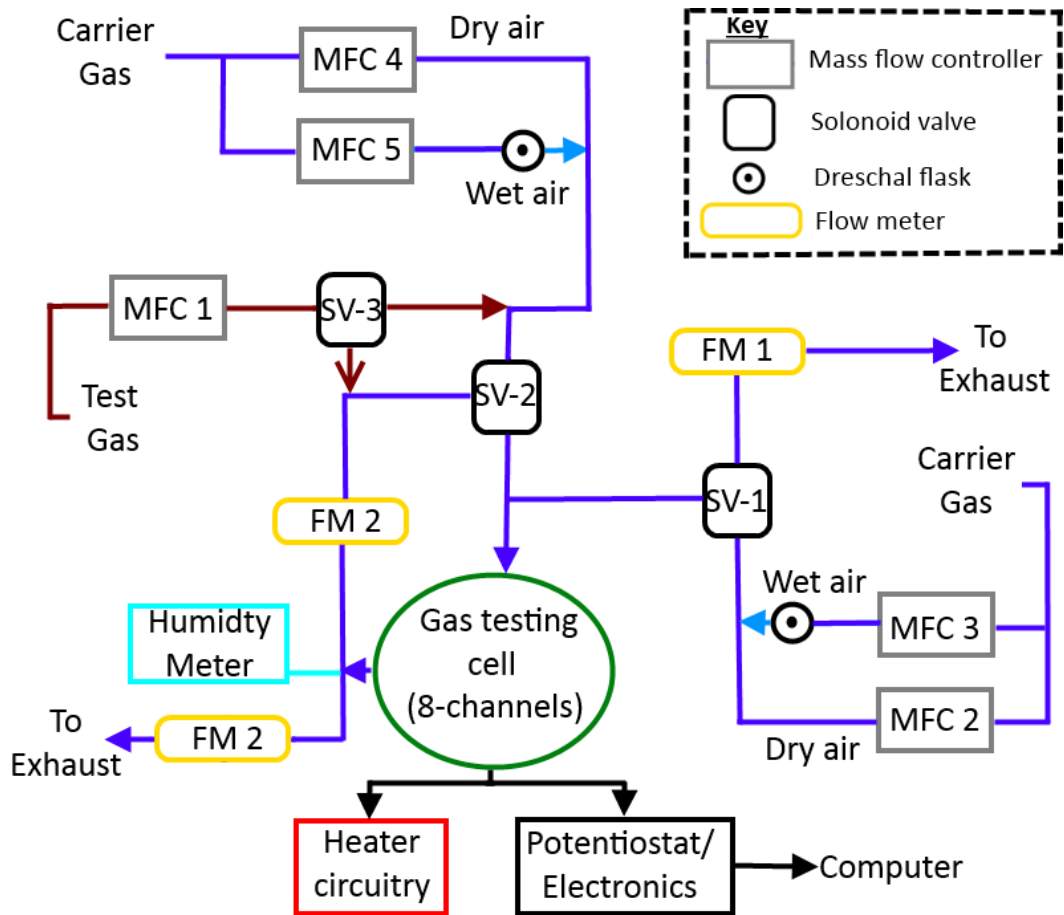 Carrier
Gas
MFC 4
Dry air
MFC 5
Wet air
Key
Mass flow controller
Solonoid valve
Dreschal flask
Flow meter
MFC 1
SV-3
Test
Gas
SV-2
FM 1
To
Exhaust
SV-1
Carrier
Gas
FM 2
Wet air
MFC 3
Humidty
Meter
Gas testing
cell
(8-channels)
MFC 2
Dry air
To
Exhaust
FM 2
Heater
circuitry
Potentiostat/
Electronics
Computer